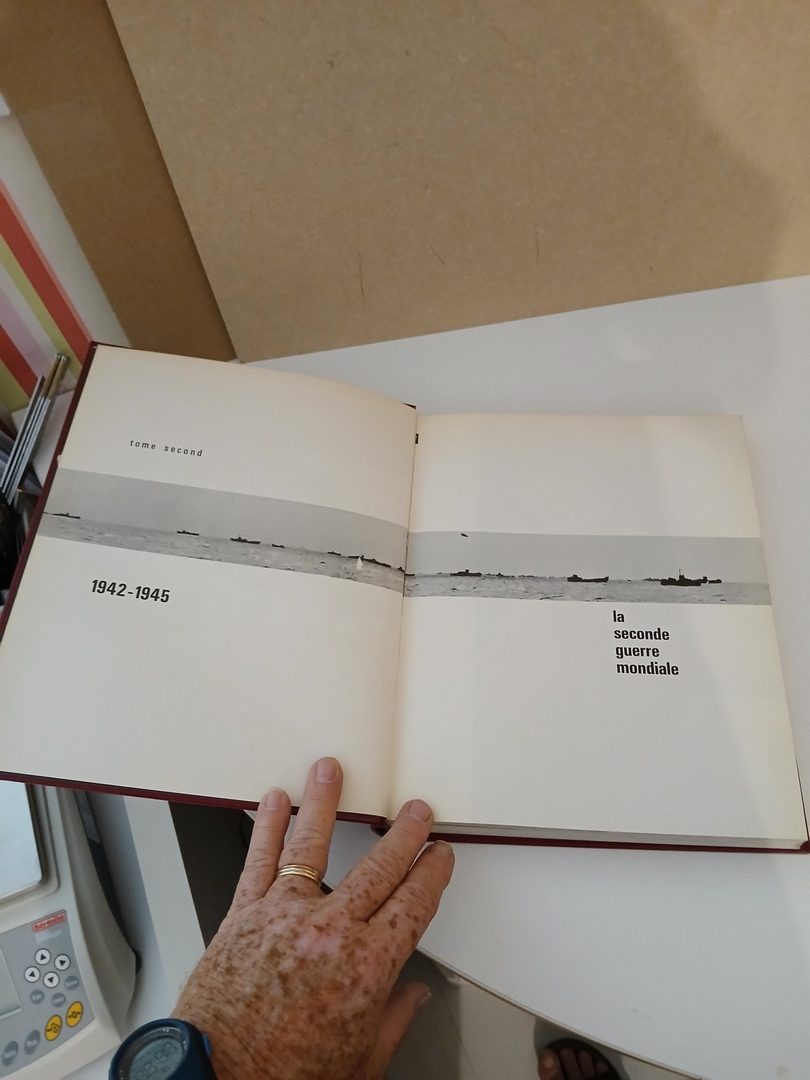 tome second
1942-1945
la
seconde
guerre
mondiale